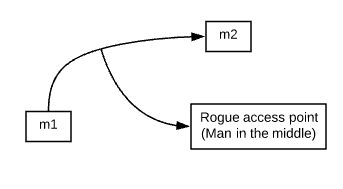 m2
m1
Rogue access point
(Man in the middle)